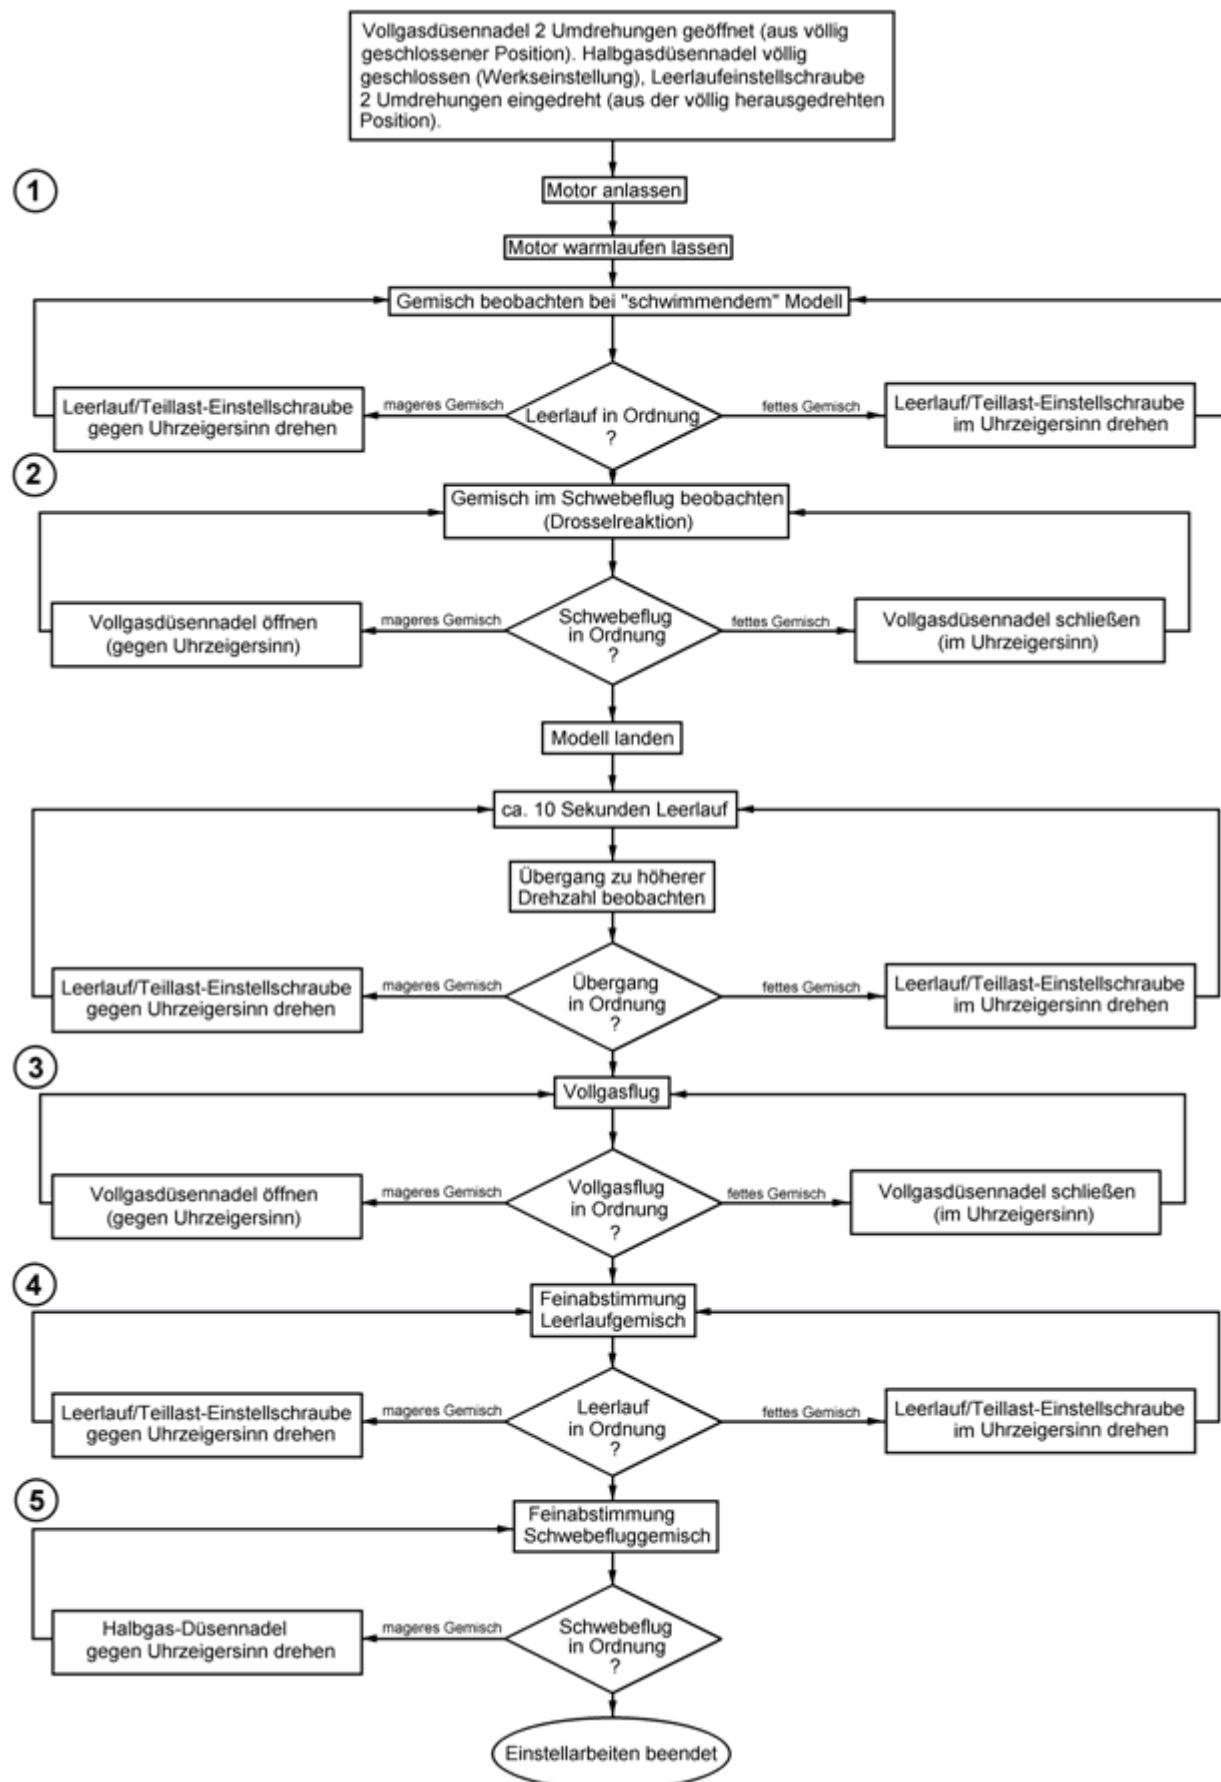 Vollgasdüsennadel 2 Umdrehungen geöffnet (aus völlig
geschlossener Position). Halbgasdüsennadel völlig
geschlossen (Werkseinstellung), Leerlaufeinstellschraube
2 Umdrehungen eingedreht (aus der völlig herausgedrehten
Position).
1
Motor anlassen
Motor warmlaufen lassen
Gemisch beobachten bei "schwimmendem" Modell
Leerlauf/Teillast-Einstellschraube
gegen Uhrzeigersinn drehen
mageres Gemisch
Leerlauf in Ordnung
?
fettes Gemisch
Leerlauf/Teillast-Einstellschraube
im Uhrzeigersinn drehen
2
Gemisch im Schwebeflug beobachten
(Drosselreaktion)
Vollgasdüsennadel öffnen
(gegen Uhrzeigersinn)
mageres Gemisch
Schwebeflug
in Ordnung
?
fettes Gemisch
Vollgasdüsennadel schließen
(im Uhrzeigersinn)
Modell landen
ca. 10 Sekunden Leerlauf
Übergang zu höherer
Drehzahl beobachten
Leerlauf/Teillast-Einstellschraube
gegen Uhrzeigersinn drehen
mageres Gemisch
Übergang
in Ordnung
?
fettes Gemisch
Leerlauf/Teillast-Einstellschraube
im Uhrzeigersinn drehen
3
Vollgasflug
Vollgasdüsennadel öffnen
(gegen Uhrzeigersinn)
mageres Gemisch
Vollgasflug
in Ordnung
?
fettes Gemisch
Vollgasdüsennadel schließen
(im Uhrzeigersinn)
4
Feinabstimmung
Leerlaufgemisch
Leerlauf/Teillast-Einstellschraube
gegen Uhrzeigersinn drehen
mageres Gemisch
Leerlauf
in Ordnung
?
fettes Gemisch
Leerlauf/Teillast-Einstellschraube
im Uhrzeigersinn drehen
5
Feinabstimmung
Schwebefluggemisch
Halbgas-Düsennadel
gegen Uhrzeigersinn drehen
mageres Gemisch
Schwebeflug
in Ordnung
?
Einstellarbeiten beendet